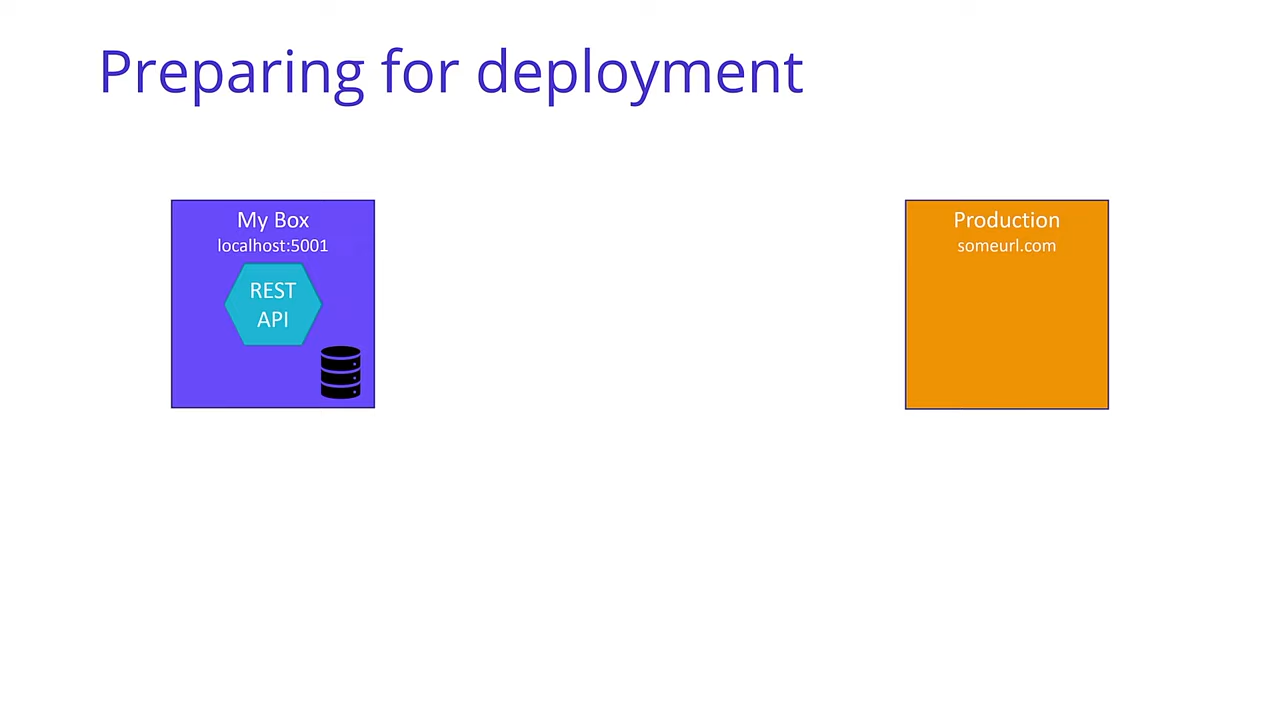 Preparing for deployment
My Box
localhost:5001
REST
API
Production
someurl.com